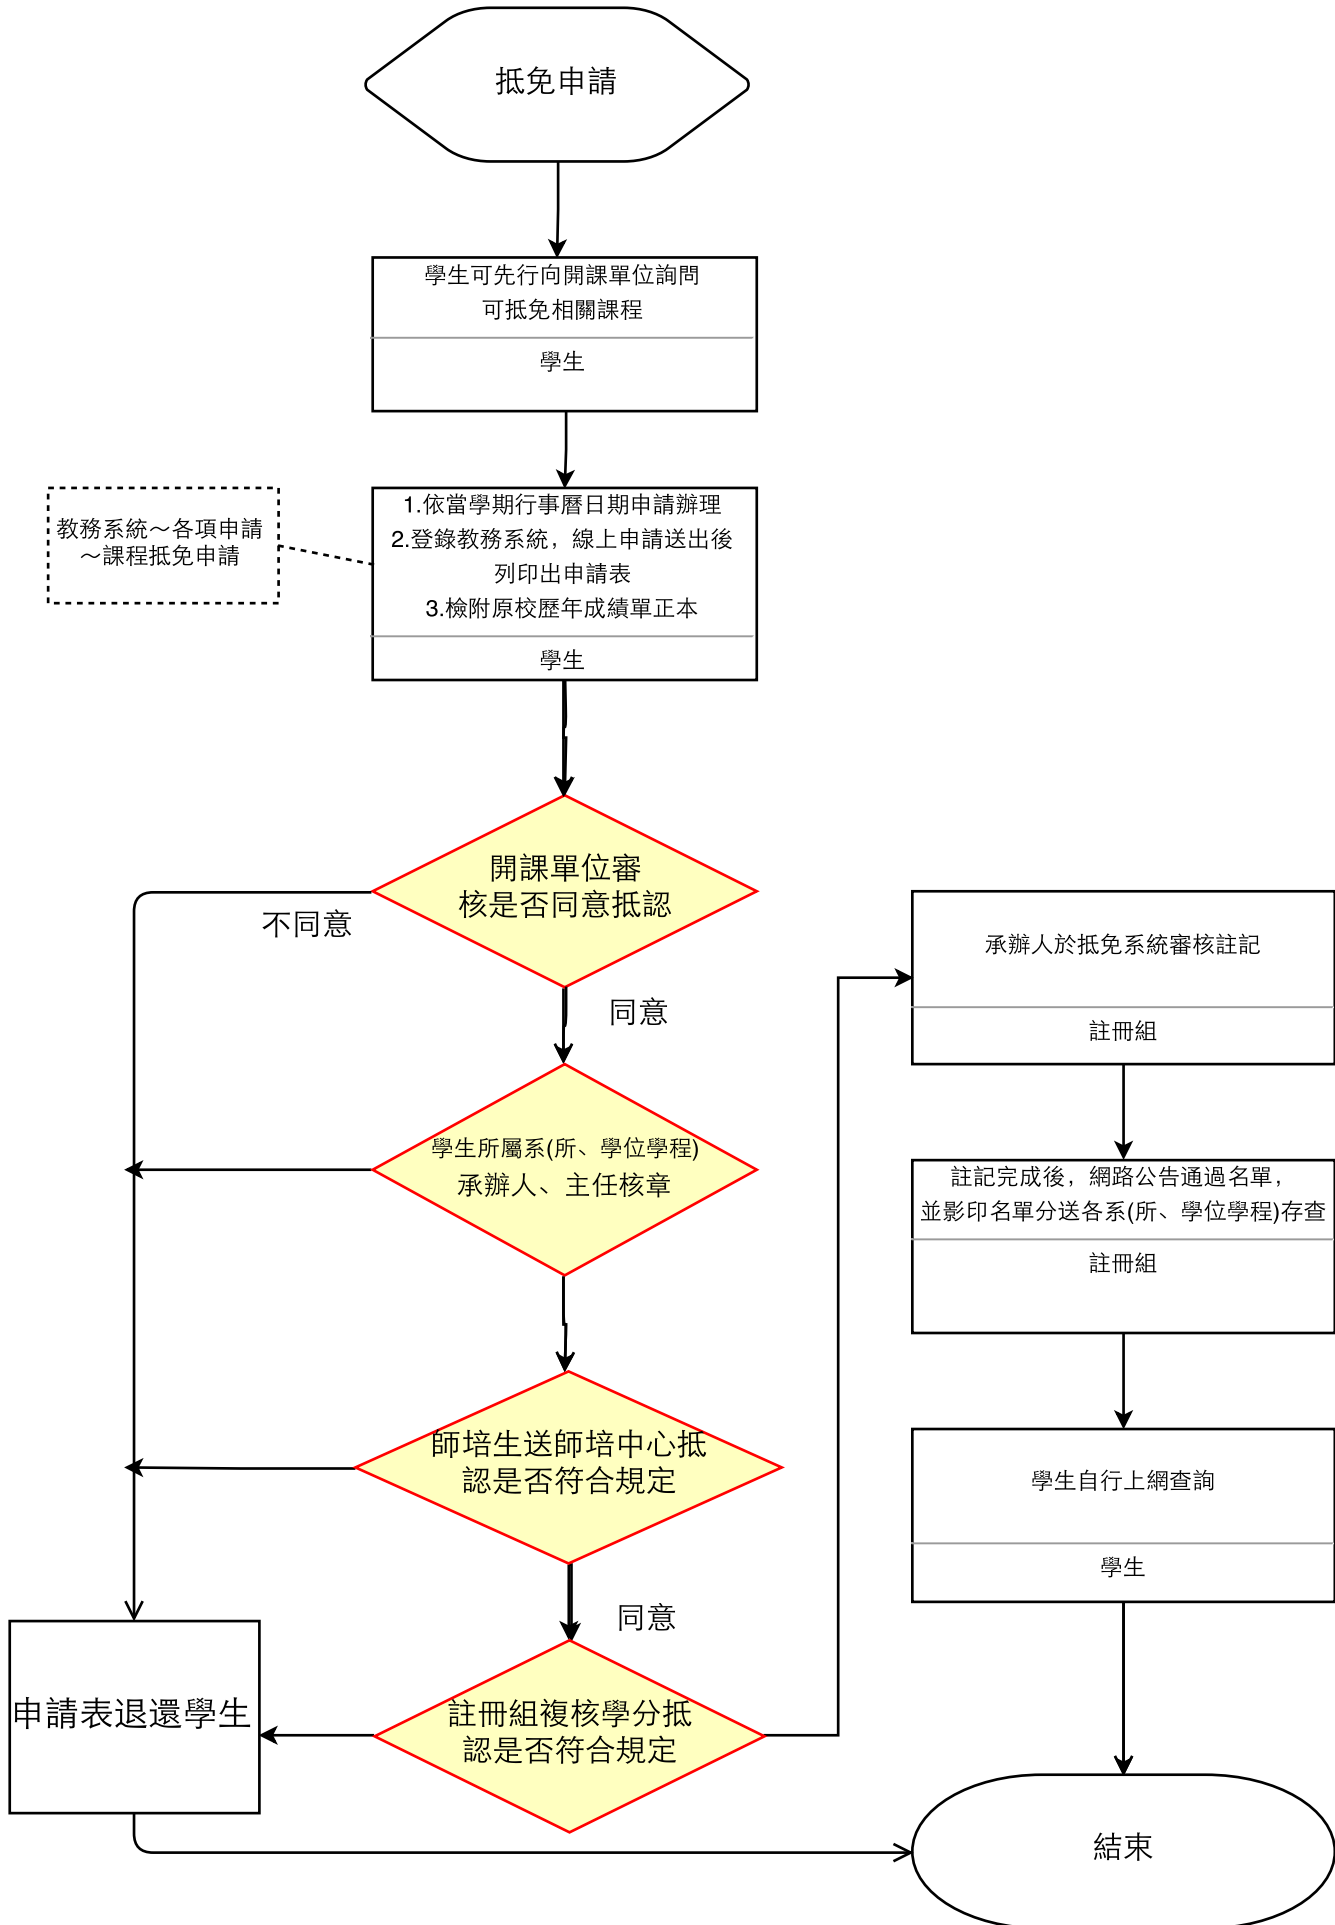 抵免申請
學生可先行向開課單位詢問
可抵免相關課程
學生
教務系統～各項申請
～課程抵免申請
1.依當學期行事曆日期申請辦理
2.登錄教務系統，線上申請送出後
列印出申請表
3.檢附原校歷年成績單正本
學生
開課單位審
核是否同意抵認
不同意
同意
學生所屬系(所、學位學程)
承辦人、主任核章
師培生送師培中心抵
認是否符合規定
同意
註冊組複核學分抵
認是否符合規定
申請表退還學生
承辦人於抵免系統審核註記
註冊組
註記完成後，網路公告通過名單，
並影印名單分送各系(所、學位學程)存查
註冊組
學生自行上網查詢
學生
結束